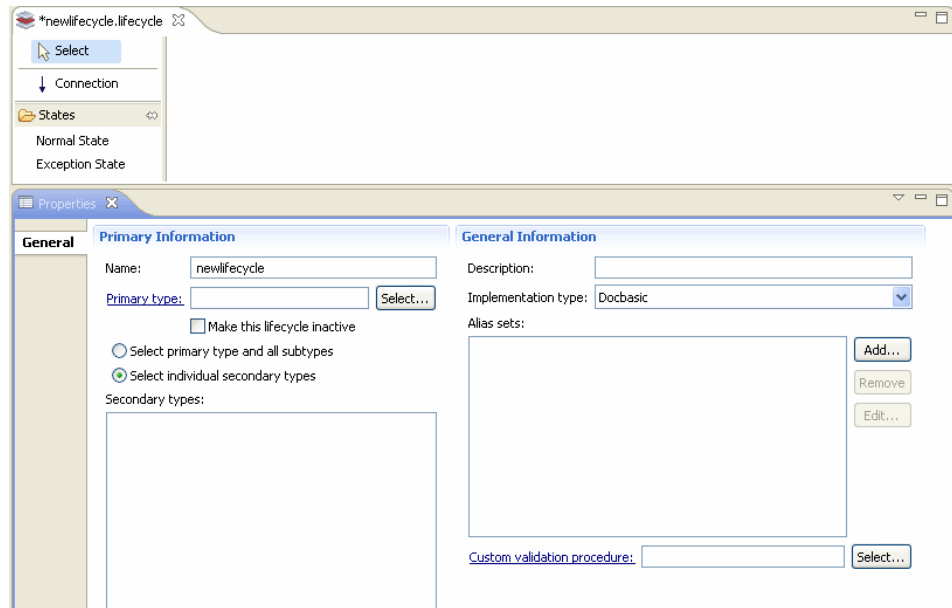 *newlifecycle.lifecycle
Select
Connection
States
Normal State
Exception State
Properties
General
Primary Information
Name: newlifecycle
Primary type: Select...
Make this lifecycle inactive
Select primary type and all subtypes
Select individual secondary types
Secondary types:
General Information
Description:
Implementation type: Docbasic
Alias sets:
Add...
Remove
Edit...
Custom validation procedure: Select...